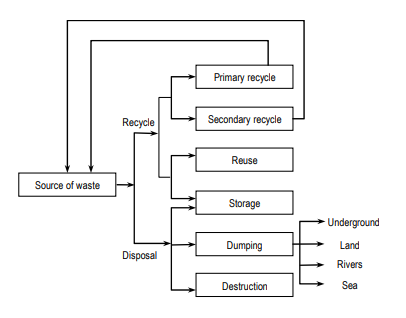 Primary recycle
Recycle
Secondary recycle
Reuse
Source of waste
Storage
Underground
Disposal
Dumping
Land
Rivers
Destruction
Sea